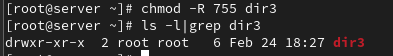 [root@server ~]# chmod -R 755 dir3
[root@server ~]# ls -l|grep dir3
drwxr-xr-x  2 root root   6 Feb 24 18:27 dir3